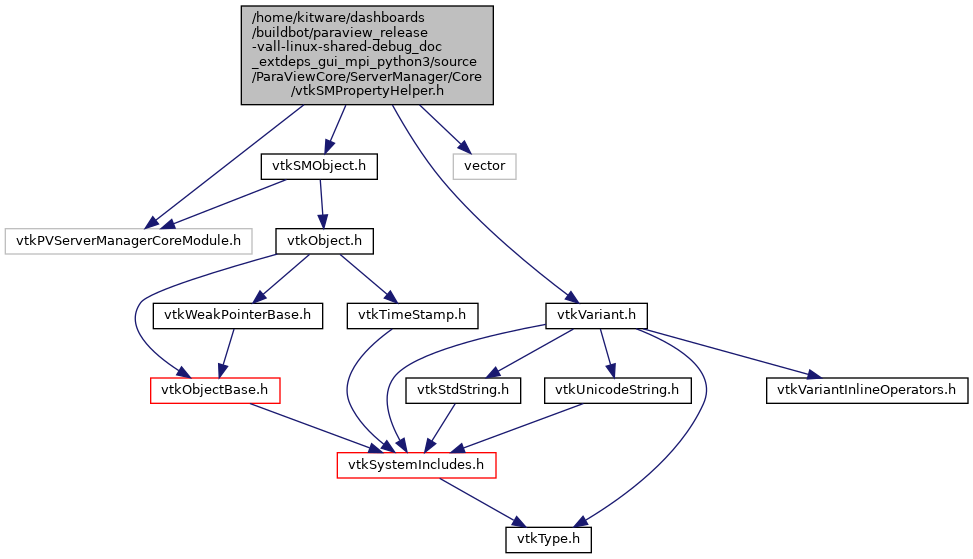 /home/kitware/dashboards
/buildbot/paraview_release
-vall-linux-shared-debug_doc
_extdeps_gui_mpi_python3/source
/ParaViewCore/ServerManager/Core
/vtkSMPropertyHelper.h
vtkSMObject.h
vector
vtkPVServerManagerCoreModule.h
vtkObject.h
vtkWeakPointerBase.h
vtkTimeStamp.h
vtkVariant.h
vtkObjectBase.h
vtkStdString.h
vtkUnicodeString.h
vtkVariantInlineOperators.h
vtkSystemIncludes.h
vtkType.h